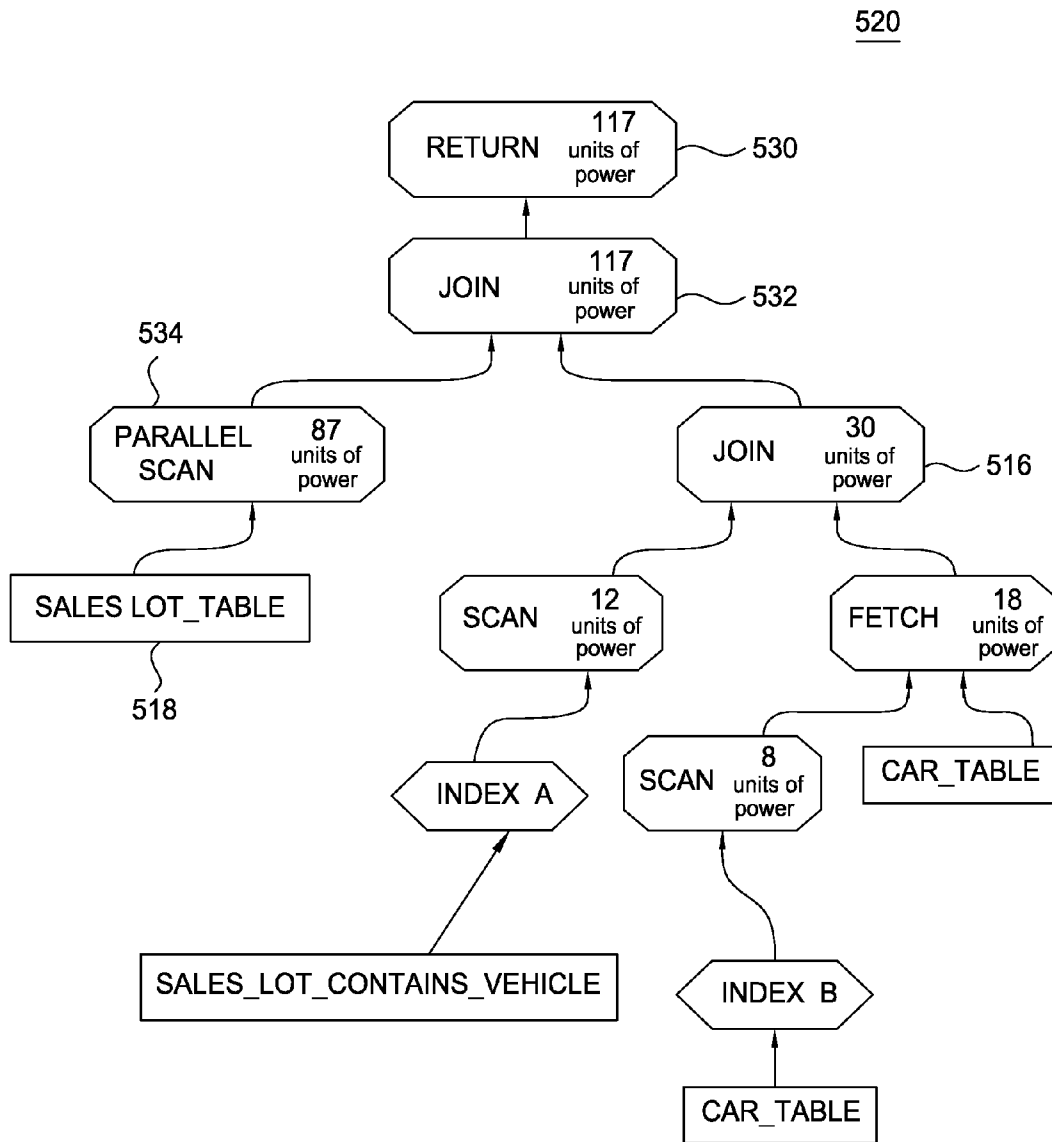 520
RETURN
117
units of
power
530
JOIN
117
units of
power
532
534
PARALLEL
SCAN
87
units of
power
JOIN
30
units of
power
516
SALES LOT_TABLE
518
SCAN
12
units of
power
FETCH
18
units of
power
INDEX A
SCAN
8
units of
power
CAR_TABLE
SALES_LOT_CONTAINS_VEHICLE
INDEX B
CAR_TABLE